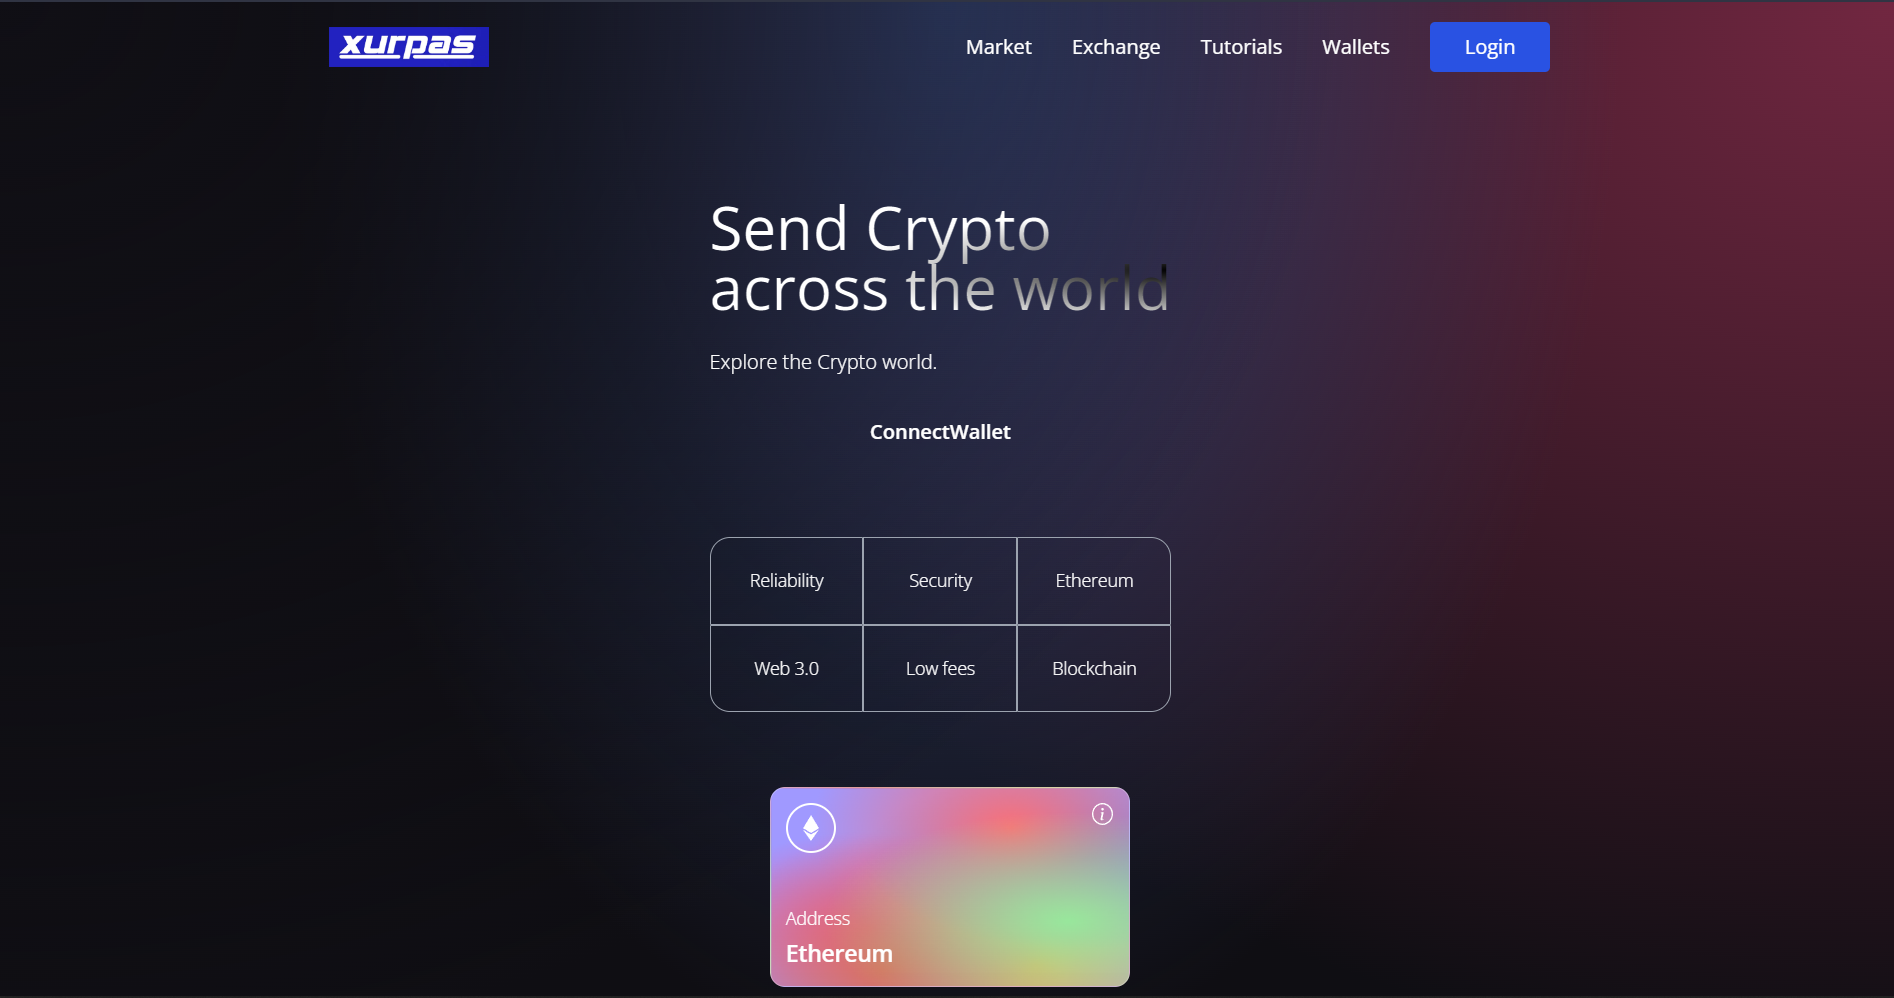 xurpas
Market Exchange Tutorials Wallets Login
Send Crypto
across the world
Explore the Crypto world.
ConnectWallet
Reliability Security Ethereum
Web 3.0 Low fees Blockchain
i
Address
Ethereum